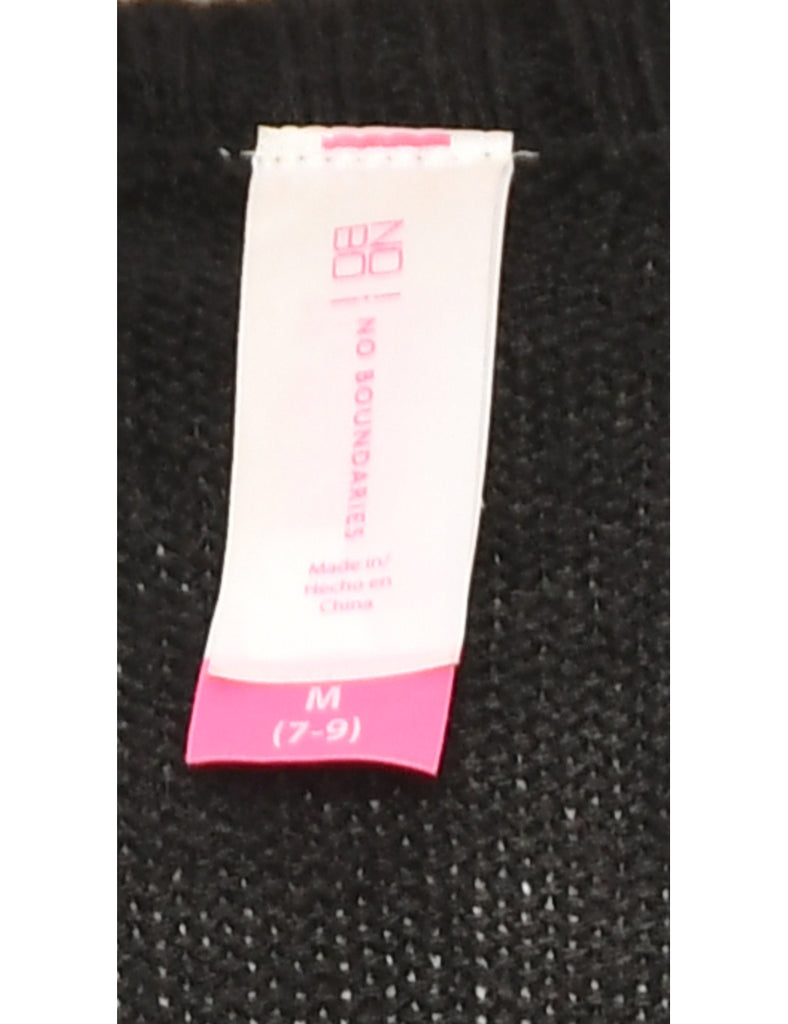 NO
BO
NO BOUNDARIES
Made in/
Hecho en
China
M
(7-9)